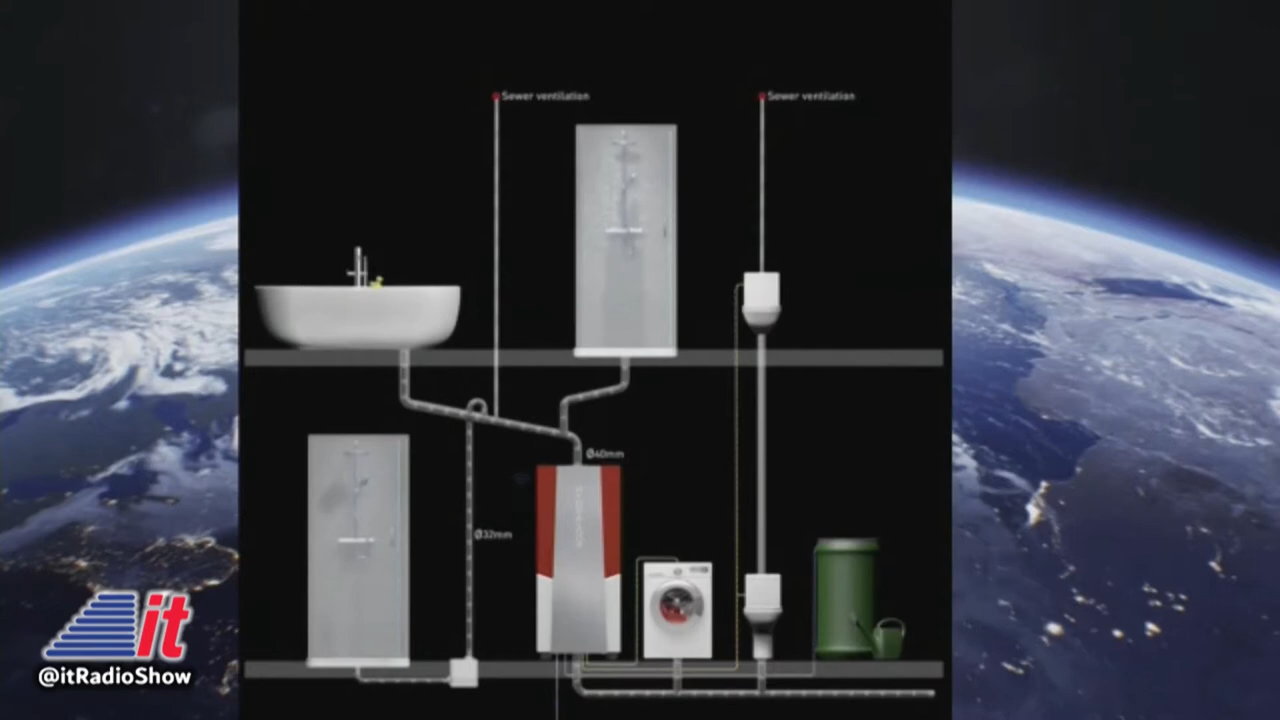 Sewer ventilation
Sewer ventilation
Ø40mm
Ø32mm
it
@itRadioShow